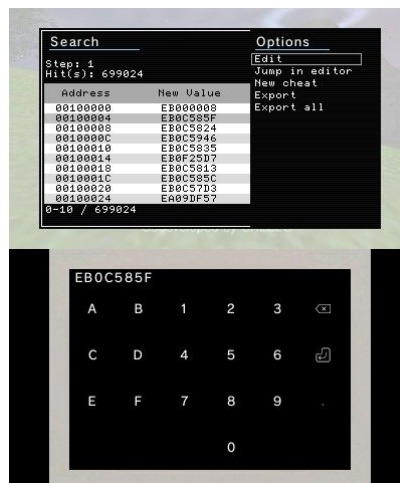 Search
Step: 1
Hit(s): 699024
Address New Value
00100000 EB000008
00100004 EB0C585F
00100008 EB0C5824
0010000C EB0C5946
00100010 EB0C5835
00100014 EB0F25D7
00100018 EB0C5813
0010001C EB0C585C
00100020 EB0C57D3
00100024 EA09DF57
0-10 / 699024
Options
Edit
Jump in editor
New cheat
Export
Export all
EB0C585F
A B 1 2 3
C D 4 5 6
E F 7 8 9 .
0